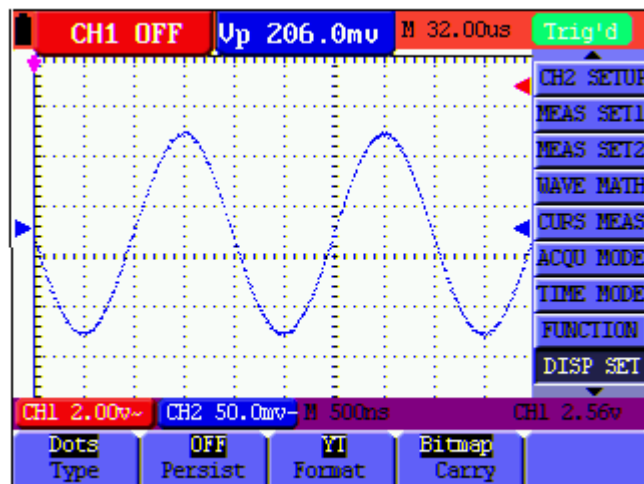 CH1 OFF Vp 206.0mv M 32.00us Trig'd
CH2 SETUP
MEAS SET1
MEAS SET2
WAVE MATH
CURS MEAS
ACQU MODE
TIME MODE
FUNCTION
DISP SET
CH1 2.00v~ CH2 50.0mv- M 500ns CH1 2.56v
Dots OFF YT Bitmap
Type Persist Format Carry